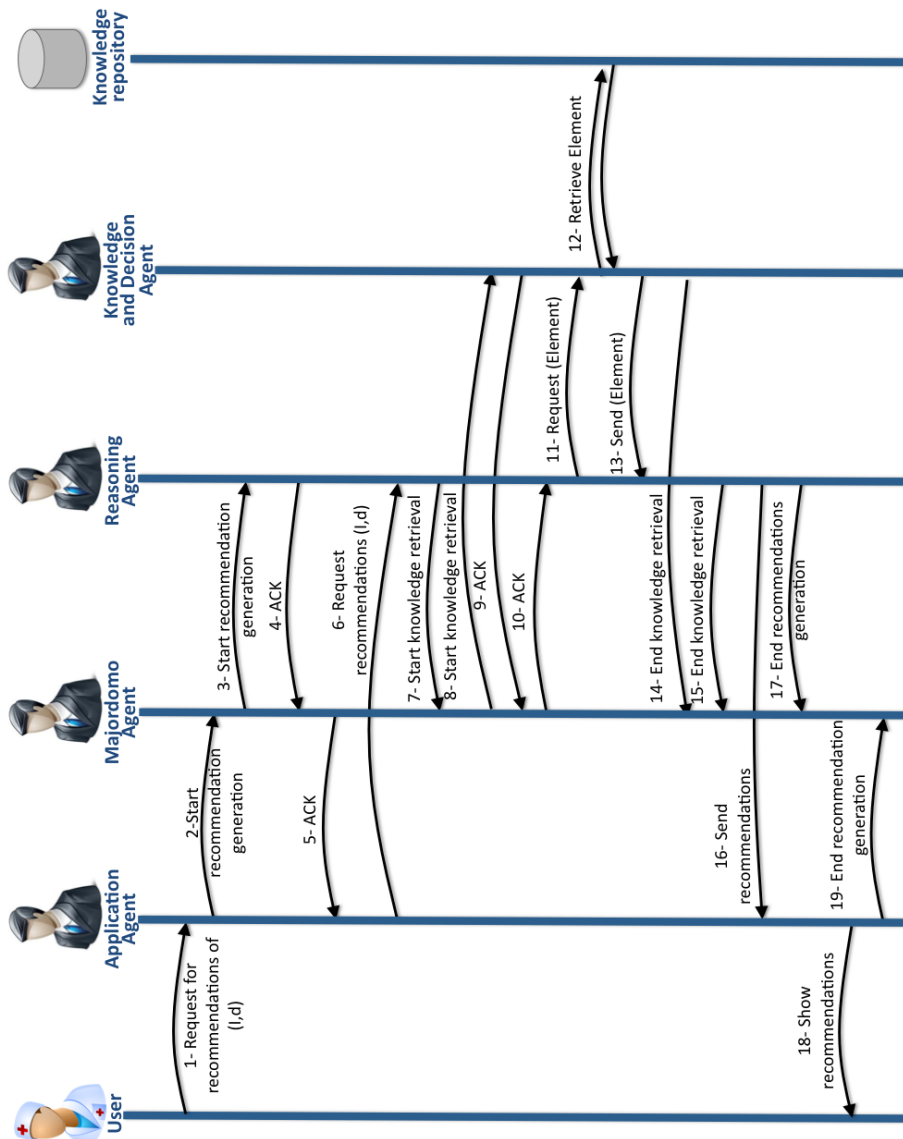 User
Application
Agent
Majordomo
Agent
Reasoning
Agent
Knowledge
and Decision
Agent
Knowledge
repository
1- Request for
recommendations of
(I,d)
2-Start
recommendation
generation
3- Start recommendation
generation
4- ACK
5- ACK
6- Request
recommendations (I,d)
7- Start knowledge retrieval
8- Start knowledge retrieval
9- ACK
10- ACK
11- Request (Element)
12- Retrieve Element
13- Send (Element)
14- End knowledge retrieval
15- End knowledge retrieval
16- Send
recommendations
17- End recommendations
generation
18- Show
recommendations
19- End recommendation
generation